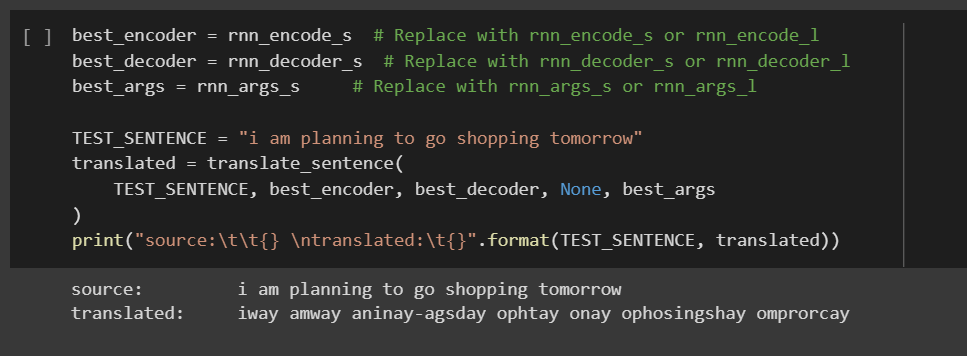 [ ] best_encoder = rnn_encode_s  # Replace with rnn_encode_s or rnn_encode_l
best_decoder = rnn_decoder_s  # Replace with rnn_decoder_s or rnn_decoder_l
best_args = rnn_args_s     # Replace with rnn_args_s or rnn_args_l
TEST_SENTENCE = "i am planning to go shopping tomorrow"
translated = translate_sentence(
    TEST_SENTENCE, best_encoder, best_decoder, None, best_args
)
print("source:\t\t{} \ntranslated:\t{}".format(TEST_SENTENCE, translated))
source:         i am planning to go shopping tomorrow
translated:     iway amway aninay-agsday ophtay onay ophosingshay omprorcay